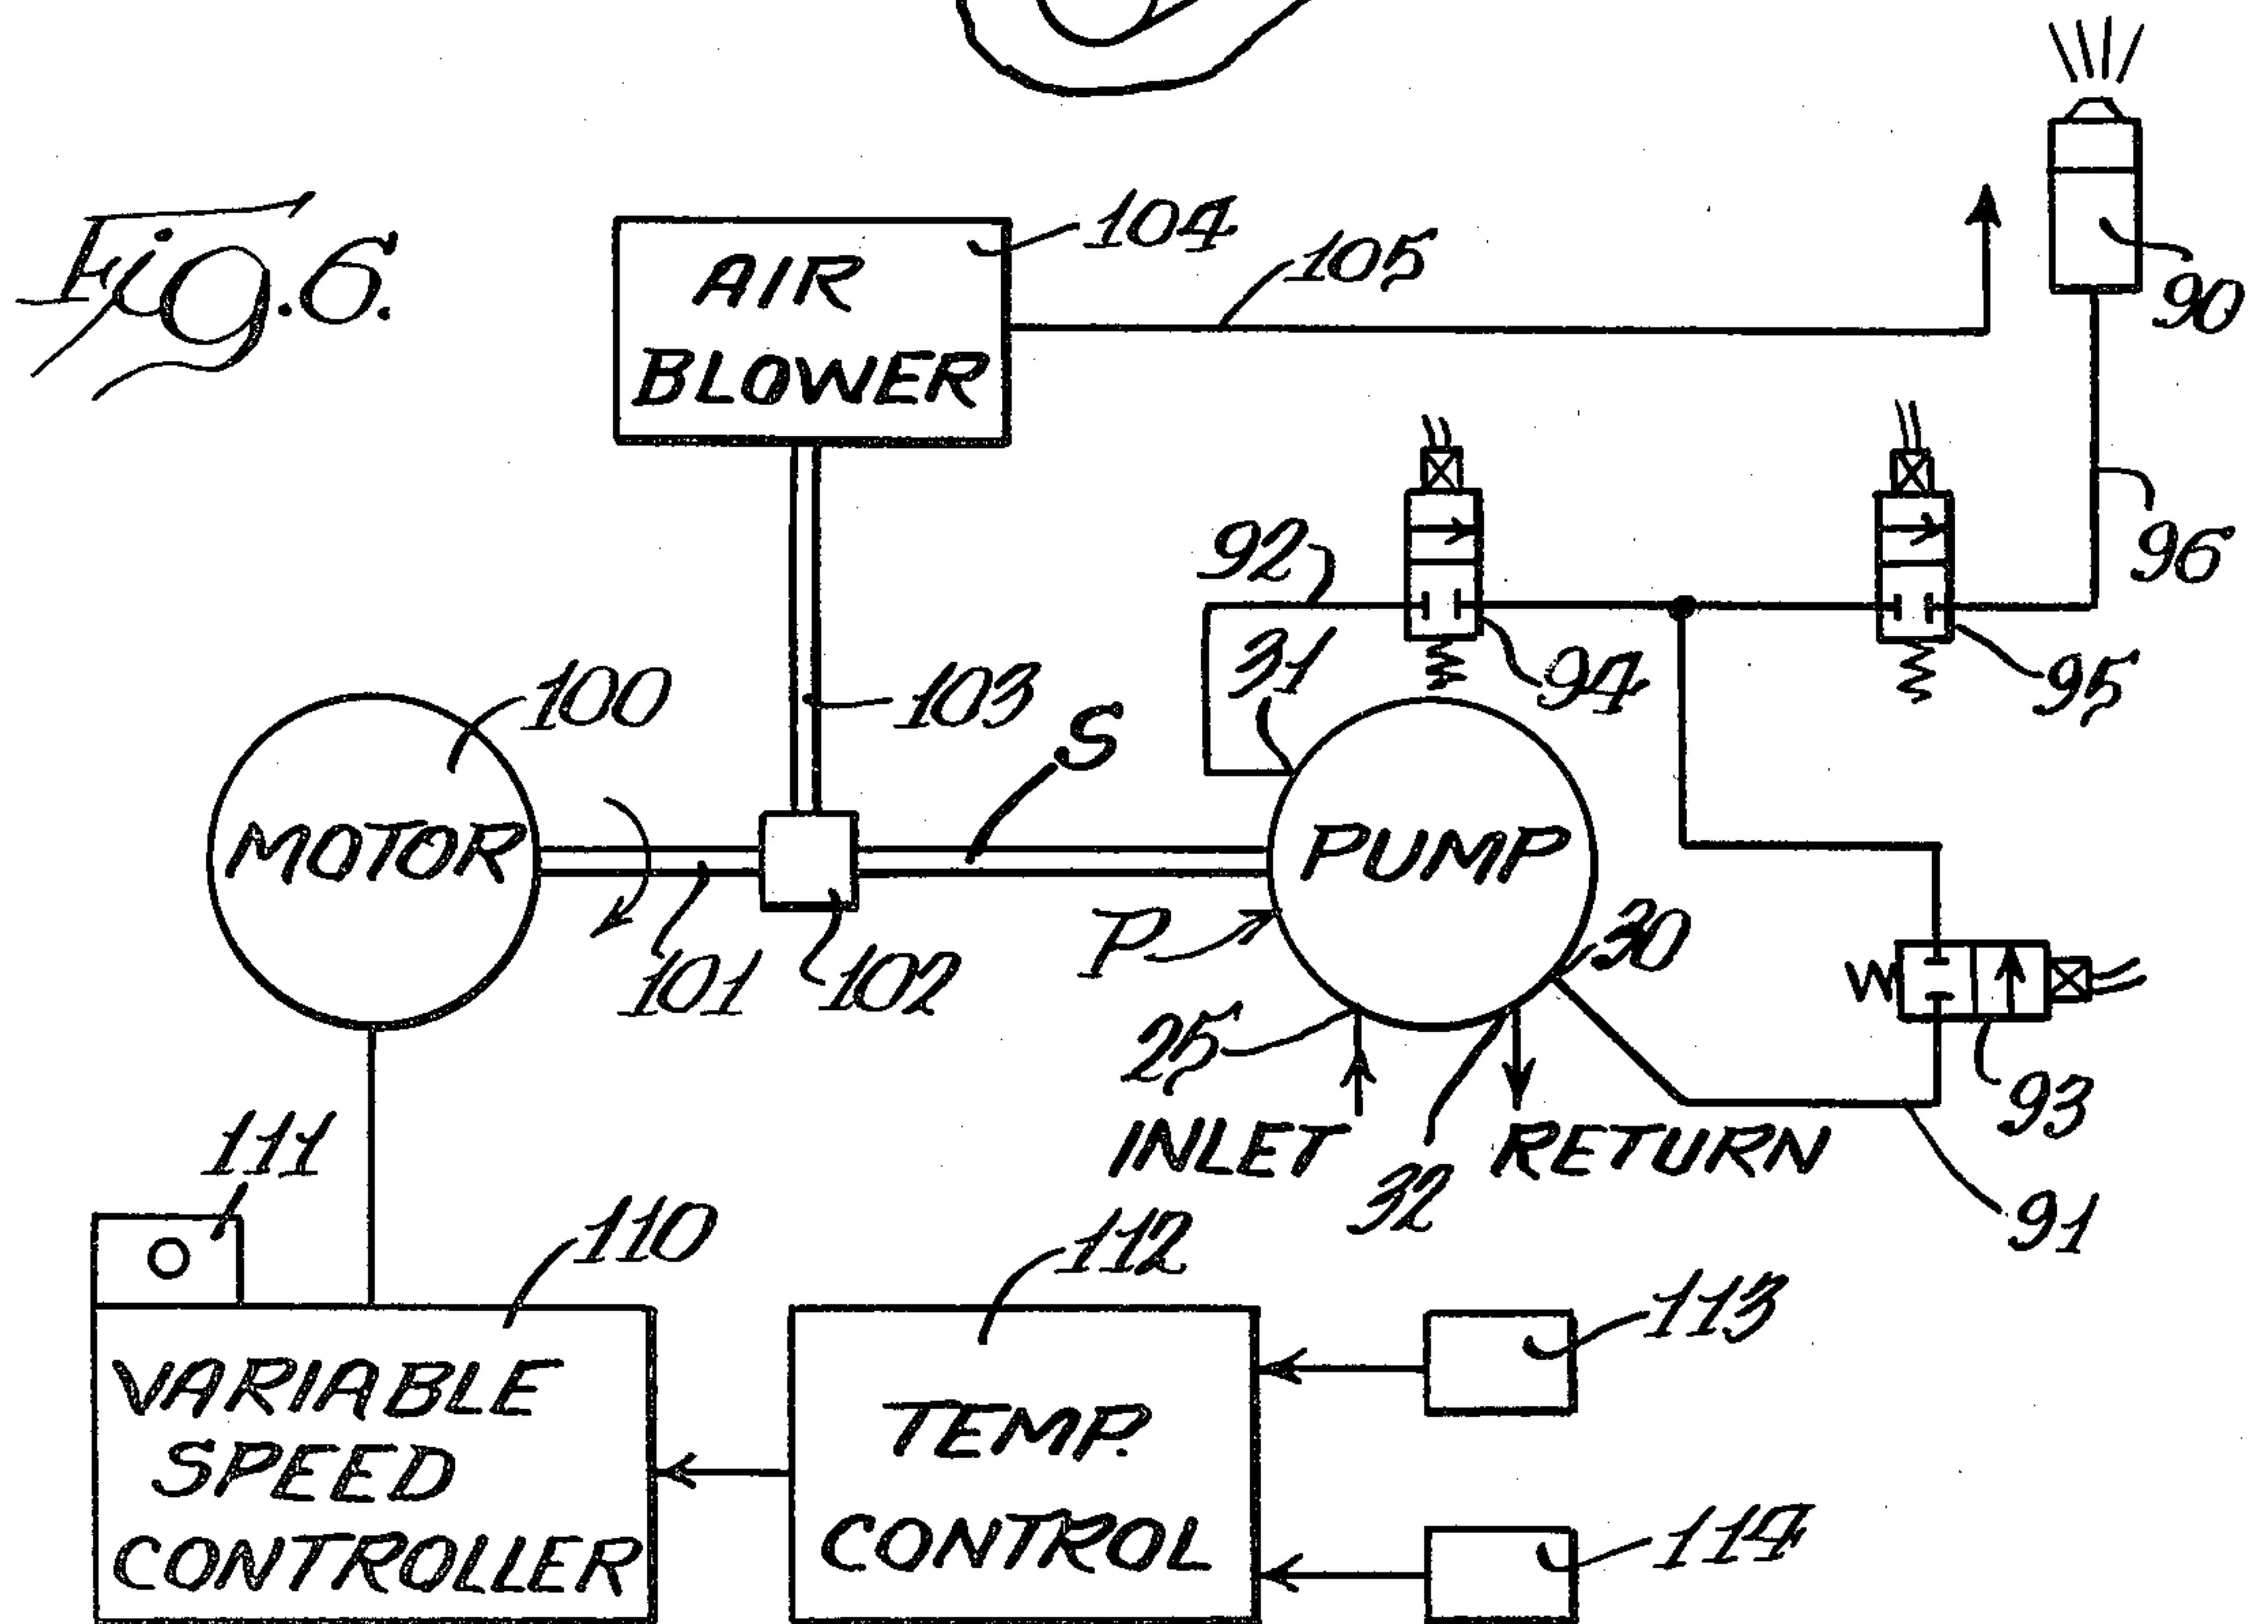 Fig. 6.
AIR
BLOWER
104
105
90
92
96
31
94
95
100
103
S
MOTOR
PUMP
P
30
101
102
25
93
INLET
32
RETURN
91
111
110
112
113
VARIABLE
SPEED
CONTROLLER
TEMP.
CONTROL
114